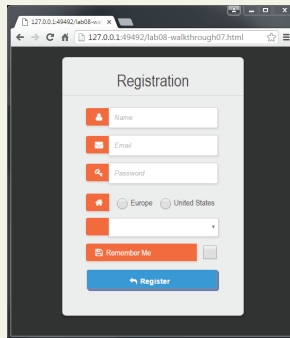 127.0.0.1:49492/lab08-wa
127.0.0.1:49492/lab08-walkthrough07.html
Registration
Name
Email
Password
Europe United States
Remember Me
Register